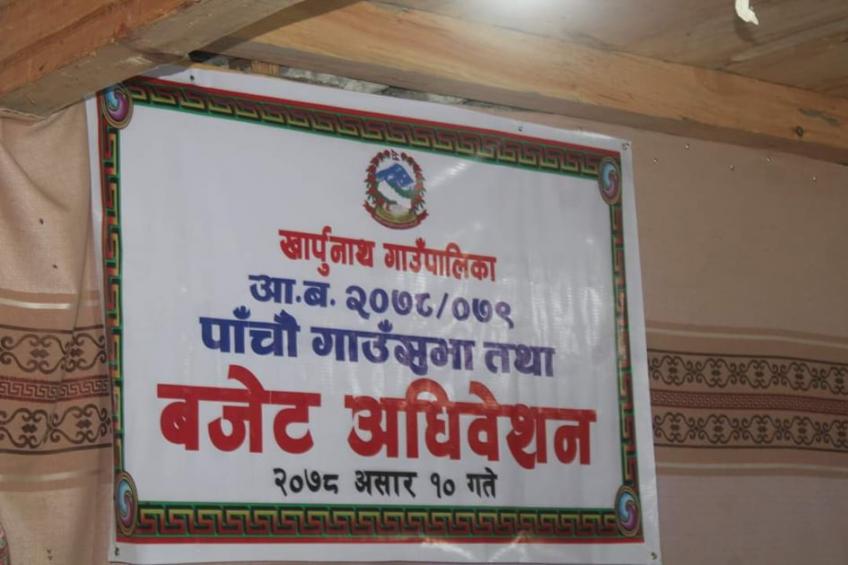 खार्पुनाथ गाउँपालिका
आ.ब. २०७८/०७९
पाँचौ गाउँसभा तथा
बजेट अधिवेशन
२०७८ असार १० गते